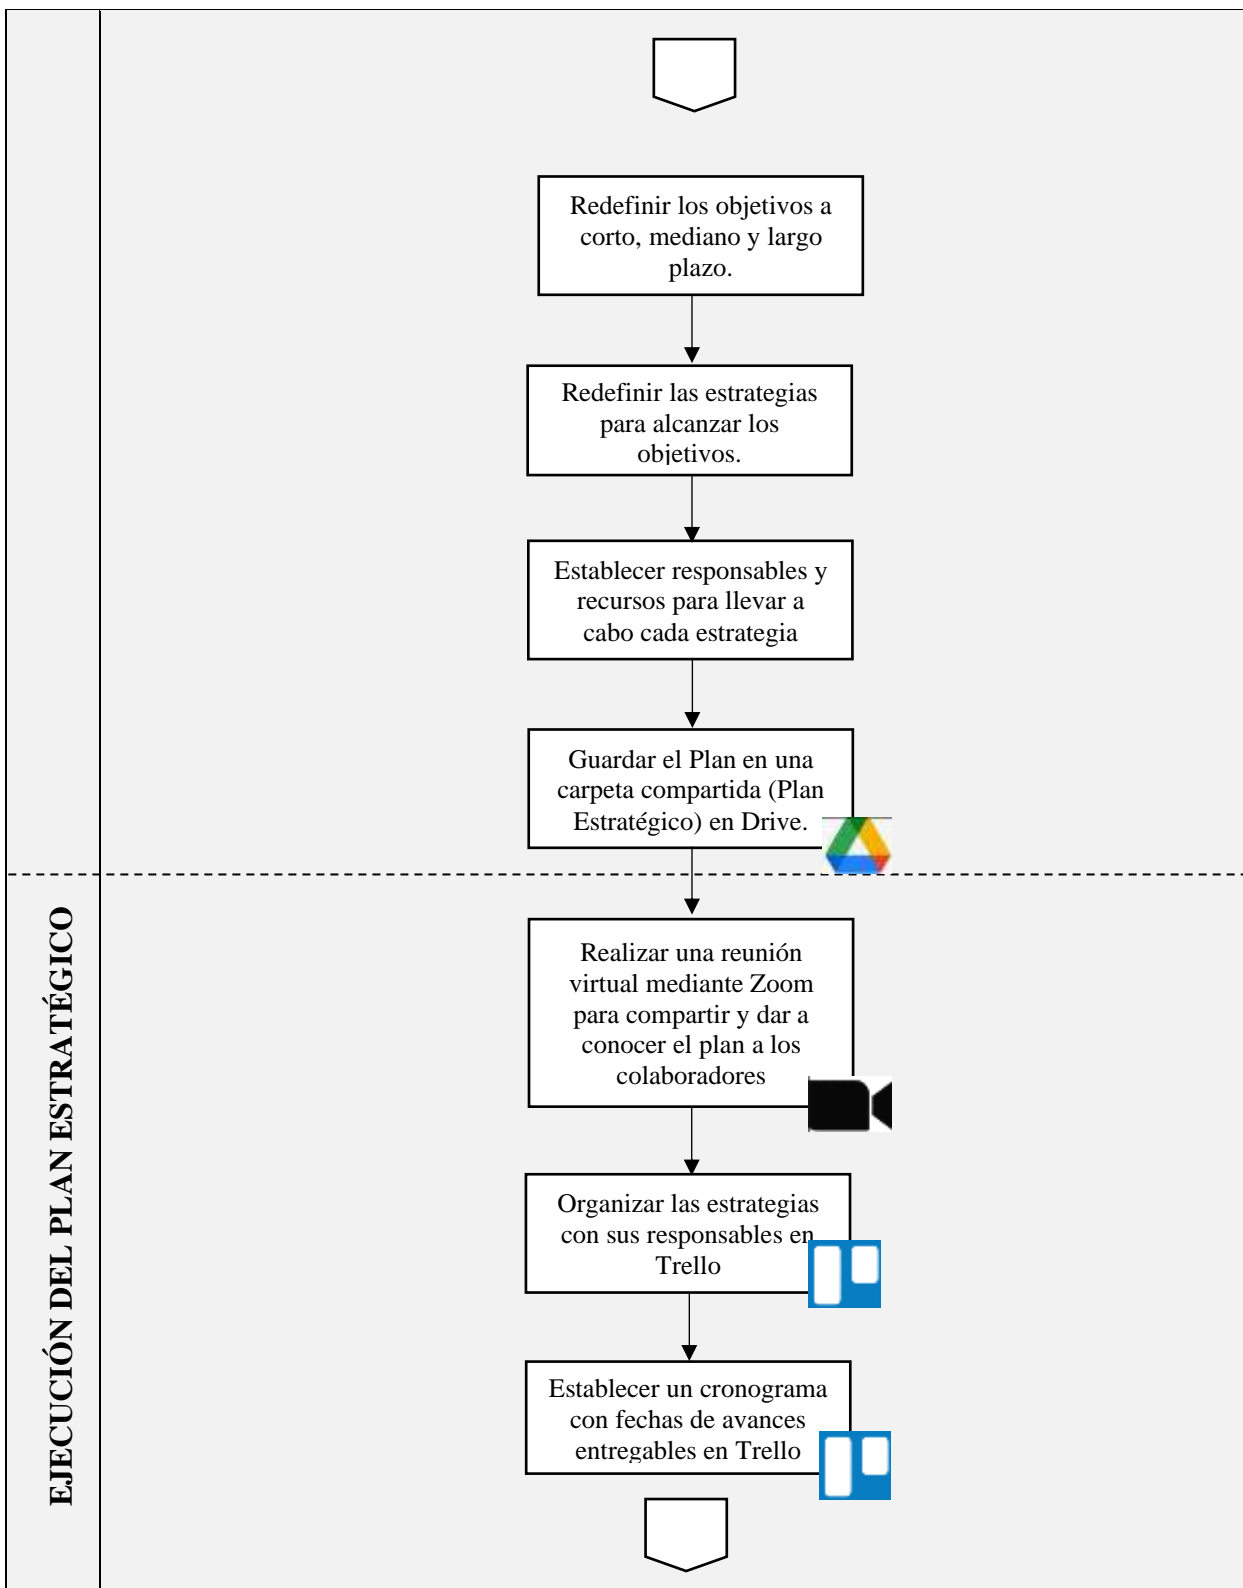 Redefinir los objetivos a
corto, mediano y largo
plazo.
Redefinir las estrategias
para alcanzar los
objetivos.
Establecer responsables y
recursos para llevar a
cabo cada estrategia
Guardar el Plan en una
carpeta compartida (Plan
Estratégico) en Drive.
EJECUCIÓN DEL PLAN ESTRATÉGICO
Realizar una reunión
virtual mediante Zoom
para compartir y dar a
conocer el plan a los
colaboradores
Organizar las estrategias
con sus responsables en
Trello
Establecer un cronograma
con fechas de avances
entregables en Trello